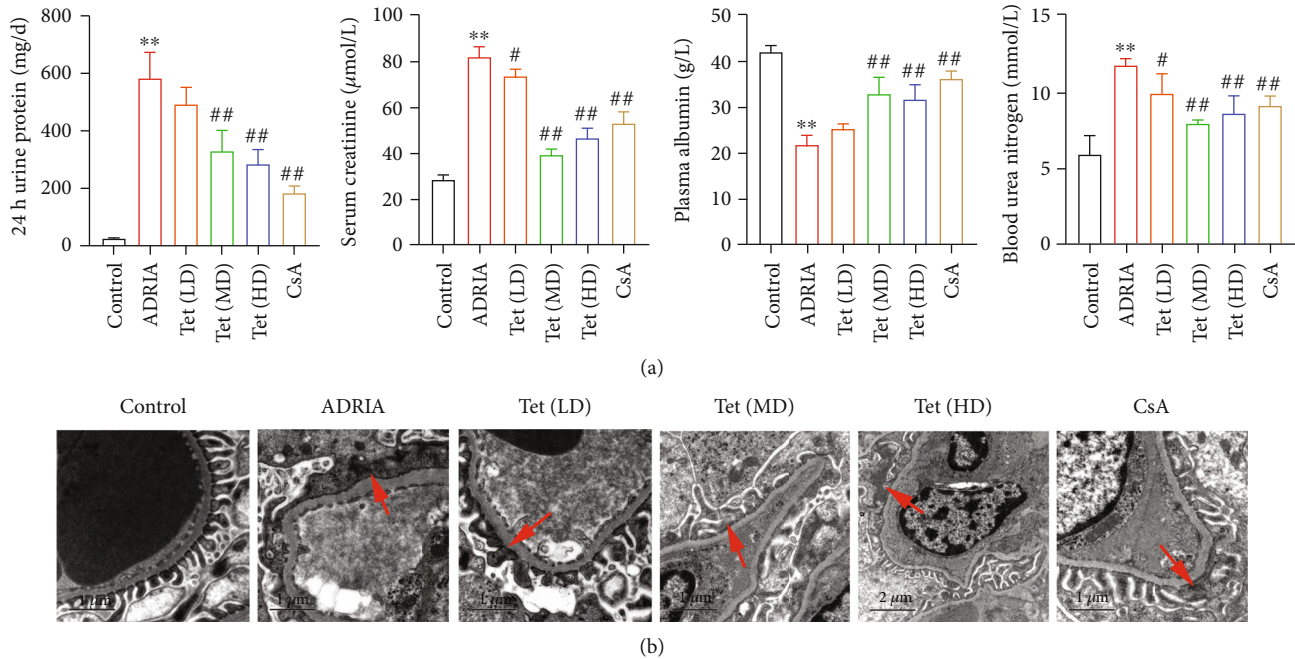 24 h urine protein (mg/d)
800
600
400
200
0
**
##
##
##
Control
ADRIA
Tet (LD)
Tet (MD)
Tet (HD)
CsA
Serum creatinine (μmol/L)
100
80
60
40
20
0
**
#
##
##
##
Control
ADRIA
Tet (LD)
Tet (MD)
Tet (HD)
CsA
Plasma albumin (g/L)
50
40
30
20
10
0
**
##
##
##
Control
ADRIA
Tet (LD)
Tet (MD)
Tet (HD)
CsA
Blood urea nitrogen (mmol/L)
15
10
5
0
**
#
##
##
##
Control
ADRIA
Tet (LD)
Tet (MD)
Tet (HD)
CsA
(a)
Control
ADRIA
Tet (LD)
Tet (MD)
Tet (HD)
CsA
1 μm
1 μm
1 μm
1 μm
2 μm
1 μm
(b)